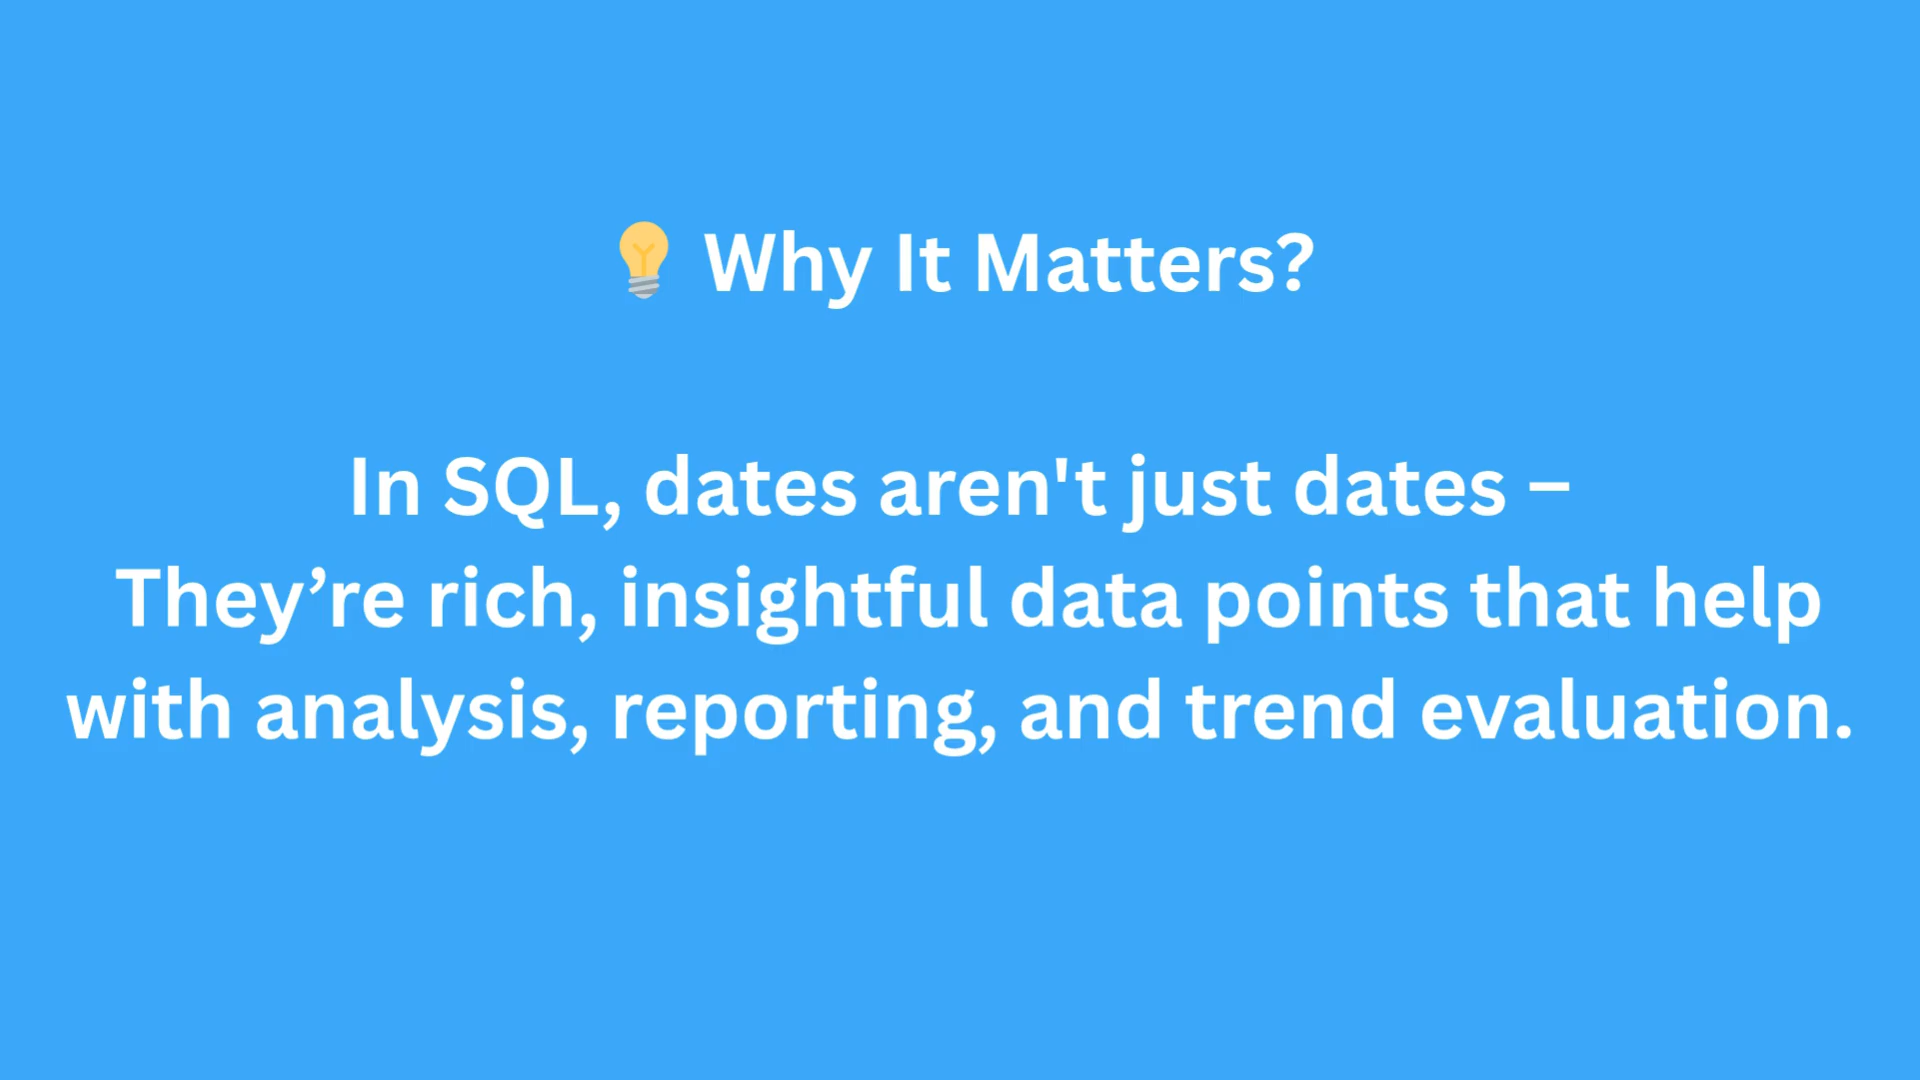 💡 Why It Matters?
In SQL, dates aren't just dates –
They’re rich, insightful data points that help
with analysis, reporting, and trend evaluation.